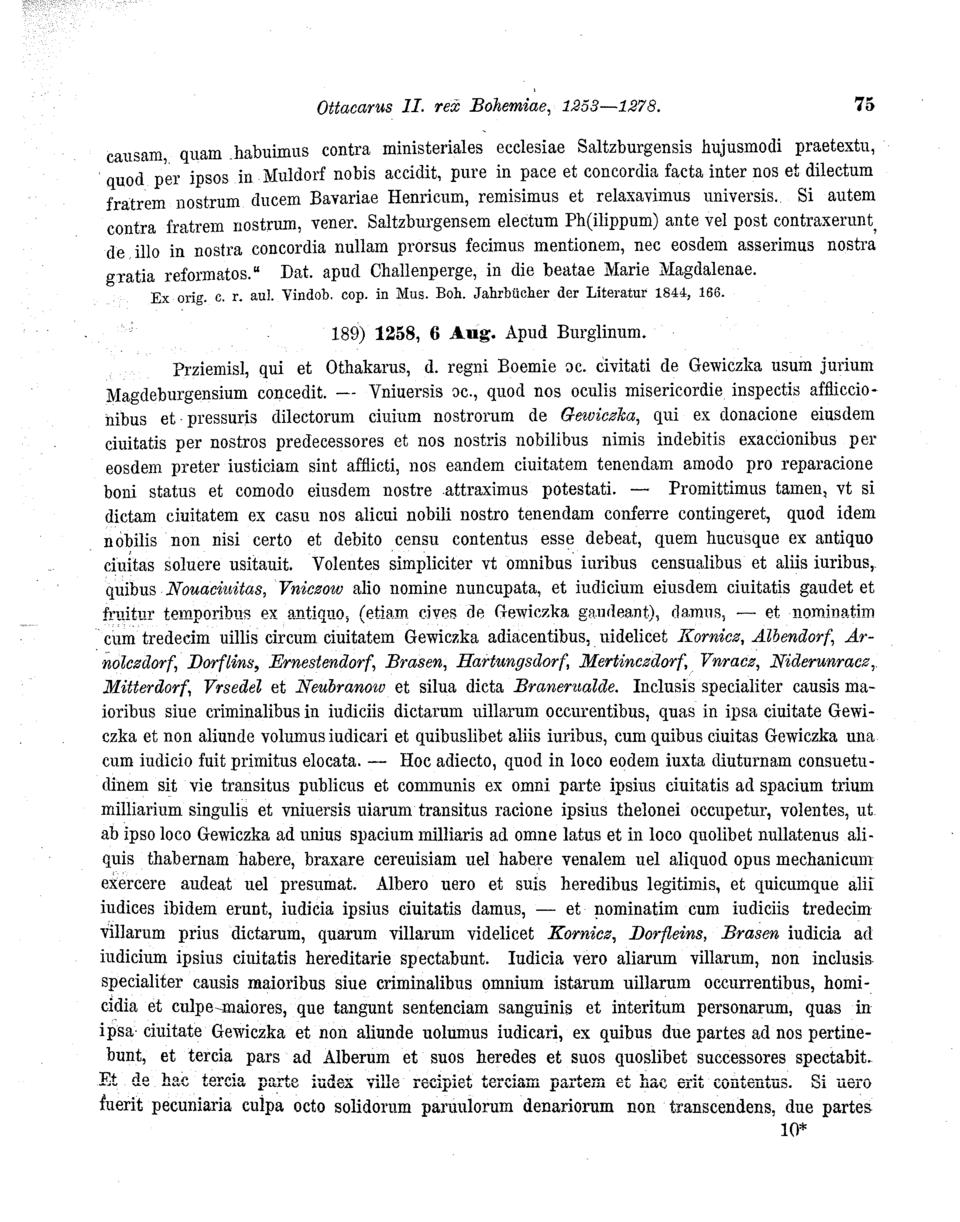 Ottacarus II. rex Bohemiae, 1253—1278. 75
causam, quam habuimus contra ministeriales ecclesiae Saltzburgensis hujusmodi praetextu,
quod per ipsos in Muldorf nobis accidit, pure in pace et concordia facta inter nos et dilectum
fratrem nostrum ducem Bavariae Henricum, remisimus et relaxavimus universis. Si autem
contra fratrem nostrum, vener. Saltzburgensem electum Ph(ilippum) ante vel post contraxerunt,
de illo in nostra concordia nullam prorsus fecimus mentionem, nec eosdem asserimus nostra
gratia reformatos.“ Dat. apud Challenperge, in die beatae Marie Magdalenae.
Ex orig. c. r. aul. Vindob. cop. in Mus. Boh. Jahrbücher der Literatur 1844, 166.
189) 1258, 6 Aug. Apud Burglinum.
Prziemisl, qui et Othakarus, d. regni Boemie ɔc. civitati de Gewiczka usum jurium
Magdeburgensium concedit. — Vniuersis ɔc., quod nos oculis misericordie inspectis affliccio-
nibus et pressuris dilectorum ciuium nostrorum de Gewiczka, qui ex donacione eiusdem
ciuitatis per nostros predecessores et nos nostris nobilibus nimis indebitis exaccionibus per
eosdem preter iusticiam sint afflicti, nos eandem ciuitatem tenendam amodo pro reparacione
boni status et comodo eiusdem nostre attraximus potestati. — Promittimus tamen, vt si
dictam ciuitatem ex casu nos alicui nobili nostro tenendam conferre contingeret, quod idem
nobilis non nisi certo et debito censu contentus esse debeat, quem hucusque ex antiquo
ciuitas soluere usitauit. Volentes simpliciter vt omnibus iuribus censualibus et aliis iuribus,
quibus Nouaciuitas, Vniczow alio nomine nuncupata, et iudicium eiusdem ciuitatis gaudet et
fruitur temporibus ex antiquo, (etiam cives de Gewiczka gaudeant), damus, — et nominatim
cum tredecim uillis circum ciuitatem Gewiczka adiacentibus, uidelicet Kornicz, Albendorf, Ar-
nolczdorf, Dorflins, Ernestendorf, Brasen, Hartungsdorf, Mertinczdorf, Vnracz, Niderunracz,
Mitterdorf, Vrsedel et Neubranow et silua dicta Branerualde. Inclusis specialiter causis ma-
ioribus siue criminalibus in iudiciis dictarum uillarum occurentibus, quas in ipsa ciuitate Gewi-
czka et non aliunde volumus iudicari et quibuslibet aliis iuribus, cum quibus ciuitas Gewiczka una
cum iudicio fuit primitus elocata. — Hoc adiecto, quod in loco eodem iuxta diuturnam consuetu-
dinem sit vie transitus publicus et communis ex omni parte ipsius ciuitatis ad spacium trium
milliarium singulis et vniuersis uiarum transitus racione ipsius thelonei occupetur, volentes, ut
ab ipso loco Gewiczka ad unius spacium milliaris ad omne latus et in loco quolibet nullatenus ali-
quis thabernam habere, braxare cereuisiam uel habere venalem uel aliquod opus mechanicum
exercere audeat uel presumat. Albero uero et suis heredibus legitimis, et quicumque alii
iudices ibidem erunt, iudicia ipsius ciuitatis damus, — et nominatim cum iudiciis tredecim
villarum prius dictarum, quarum villarum videlicet Kornicz, Dorfleins, Brasen iudicia ad
iudicium ipsius ciuitatis hereditarie spectabunt. Iudicia vero aliarum villarum, non inclusis
specialiter causis maioribus siue criminalibus omnium istarum uillarum occurrentibus, homi-
cidia et culpe maiores, que tangunt sentenciam sanguinis et interitum personarum, quas in
ipsa ciuitate Gewiczka et non aliunde uolumus iudicari, ex quibus due partes ad nos pertine-
bunt, et tercia pars ad Alberum et suos heredes et suos quoslibet successores spectabit.
Et de hac tercia parte iudex ville recipiet terciam partem et hac erit contentus. Si uero
fuerit pecuniaria culpa octo solidorum paruulorum denariorum non transcendens, due partes
10*